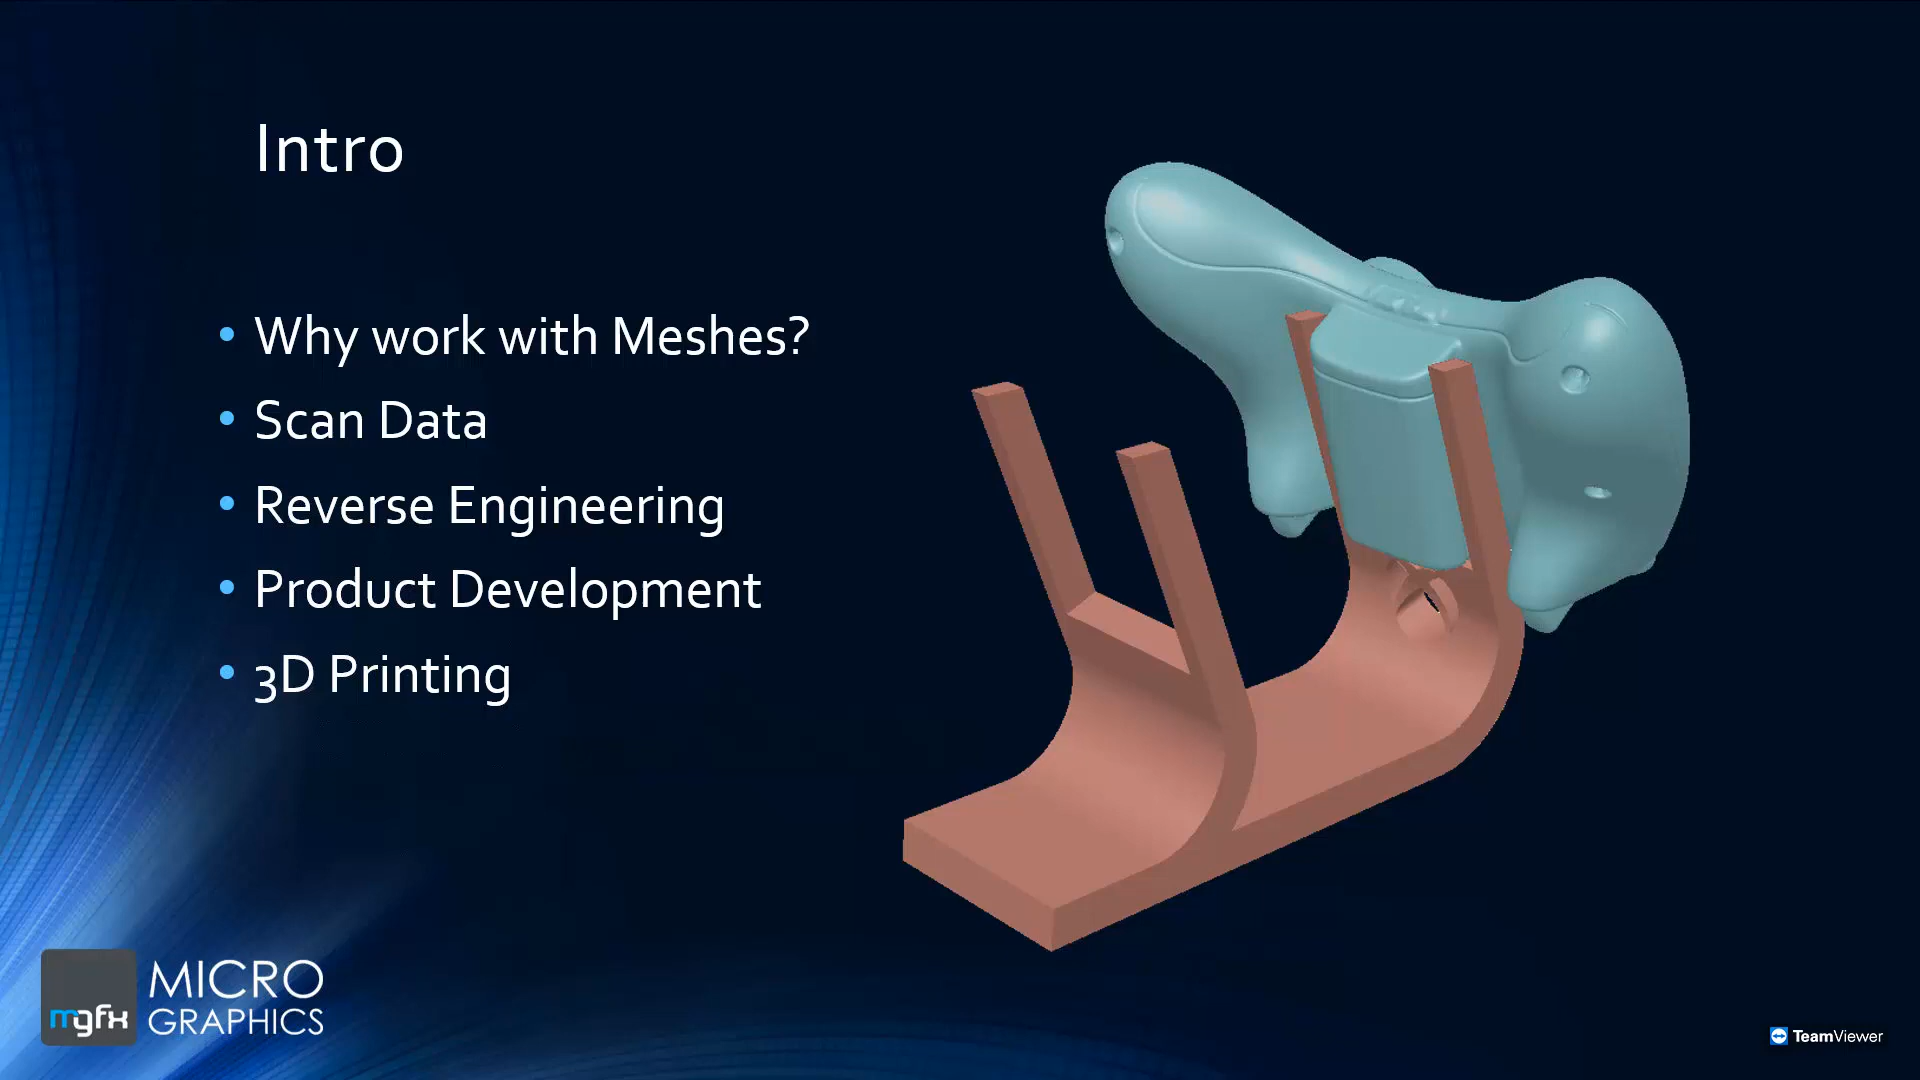 Intro
• Why work with Meshes?
• Scan Data
• Reverse Engineering
• Product Development
• 3D Printing
mgfx
MICRO
GRAPHICS
TeamViewer